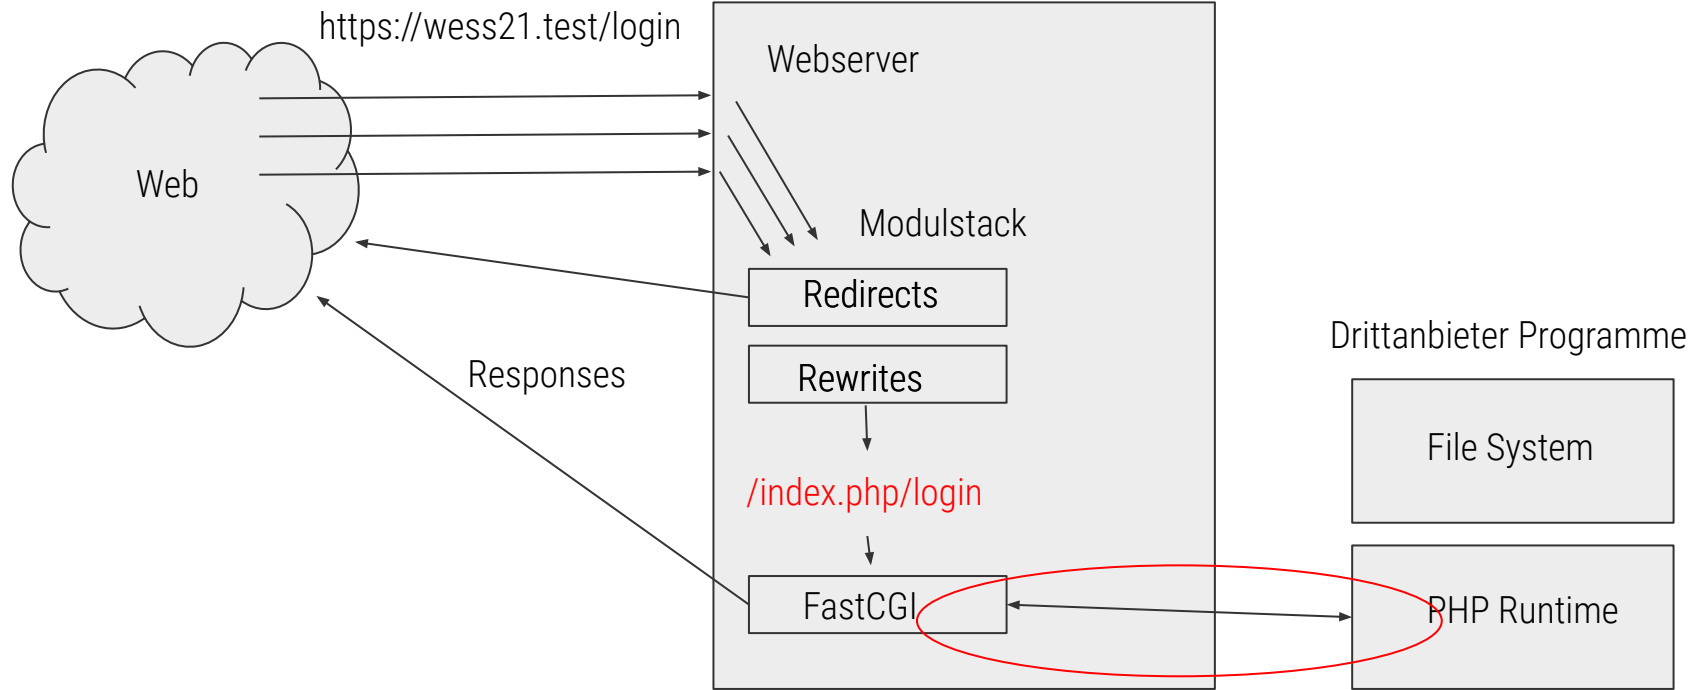 https://wess21.test/login
Webserver
Web
Modulstack
Redirects
Drittanbieter Programme
Responses
Rewrites
File System
/index.php/login
FastCGI
PHP Runtime